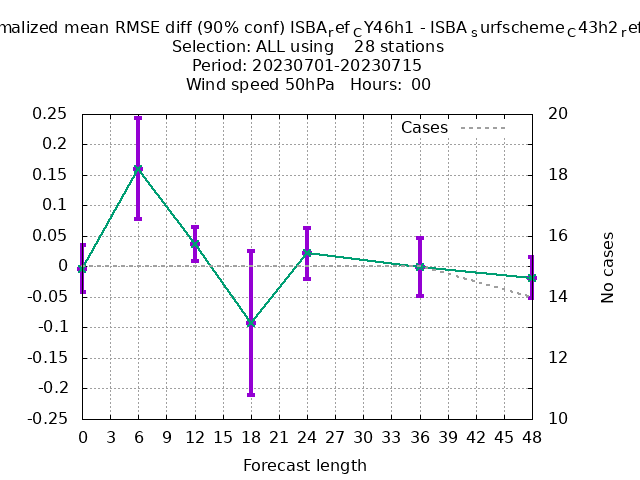 malized mean RMSE diff (90% conf) ISBA_ref_CY46h1 - ISBA_surfscheme_C43h2_ref
Selection: ALL using 28 stations
Period: 20230701-20230715
Wind speed 50hPa Hours: 00
Cases
0.25
0.2
0.15
0.1
0.05
0
-0.05
-0.1
-0.15
-0.2
-0.25
20
18
16
14
12
10
No cases
0 3 6 9 12 15 18 21 24 27 30 33 36 39 42 45 48
Forecast length